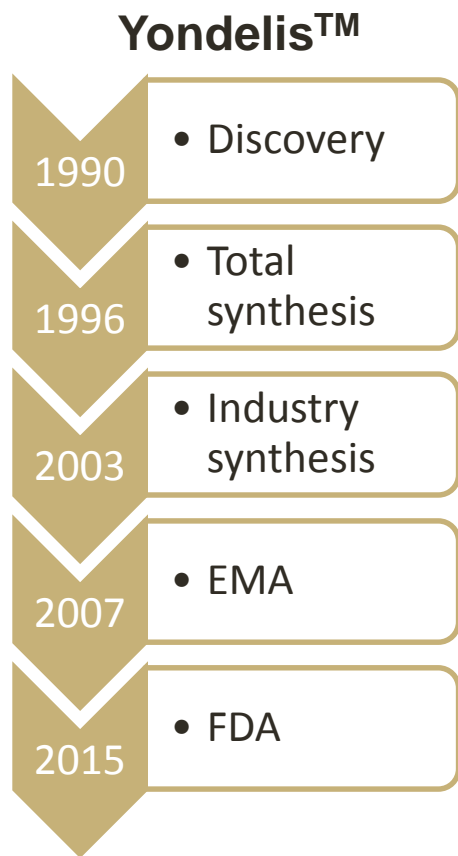 Yondelis™
1990
• Discovery
1996
• Total
synthesis
2003
• Industry
synthesis
2007
• EMA
2015
• FDA